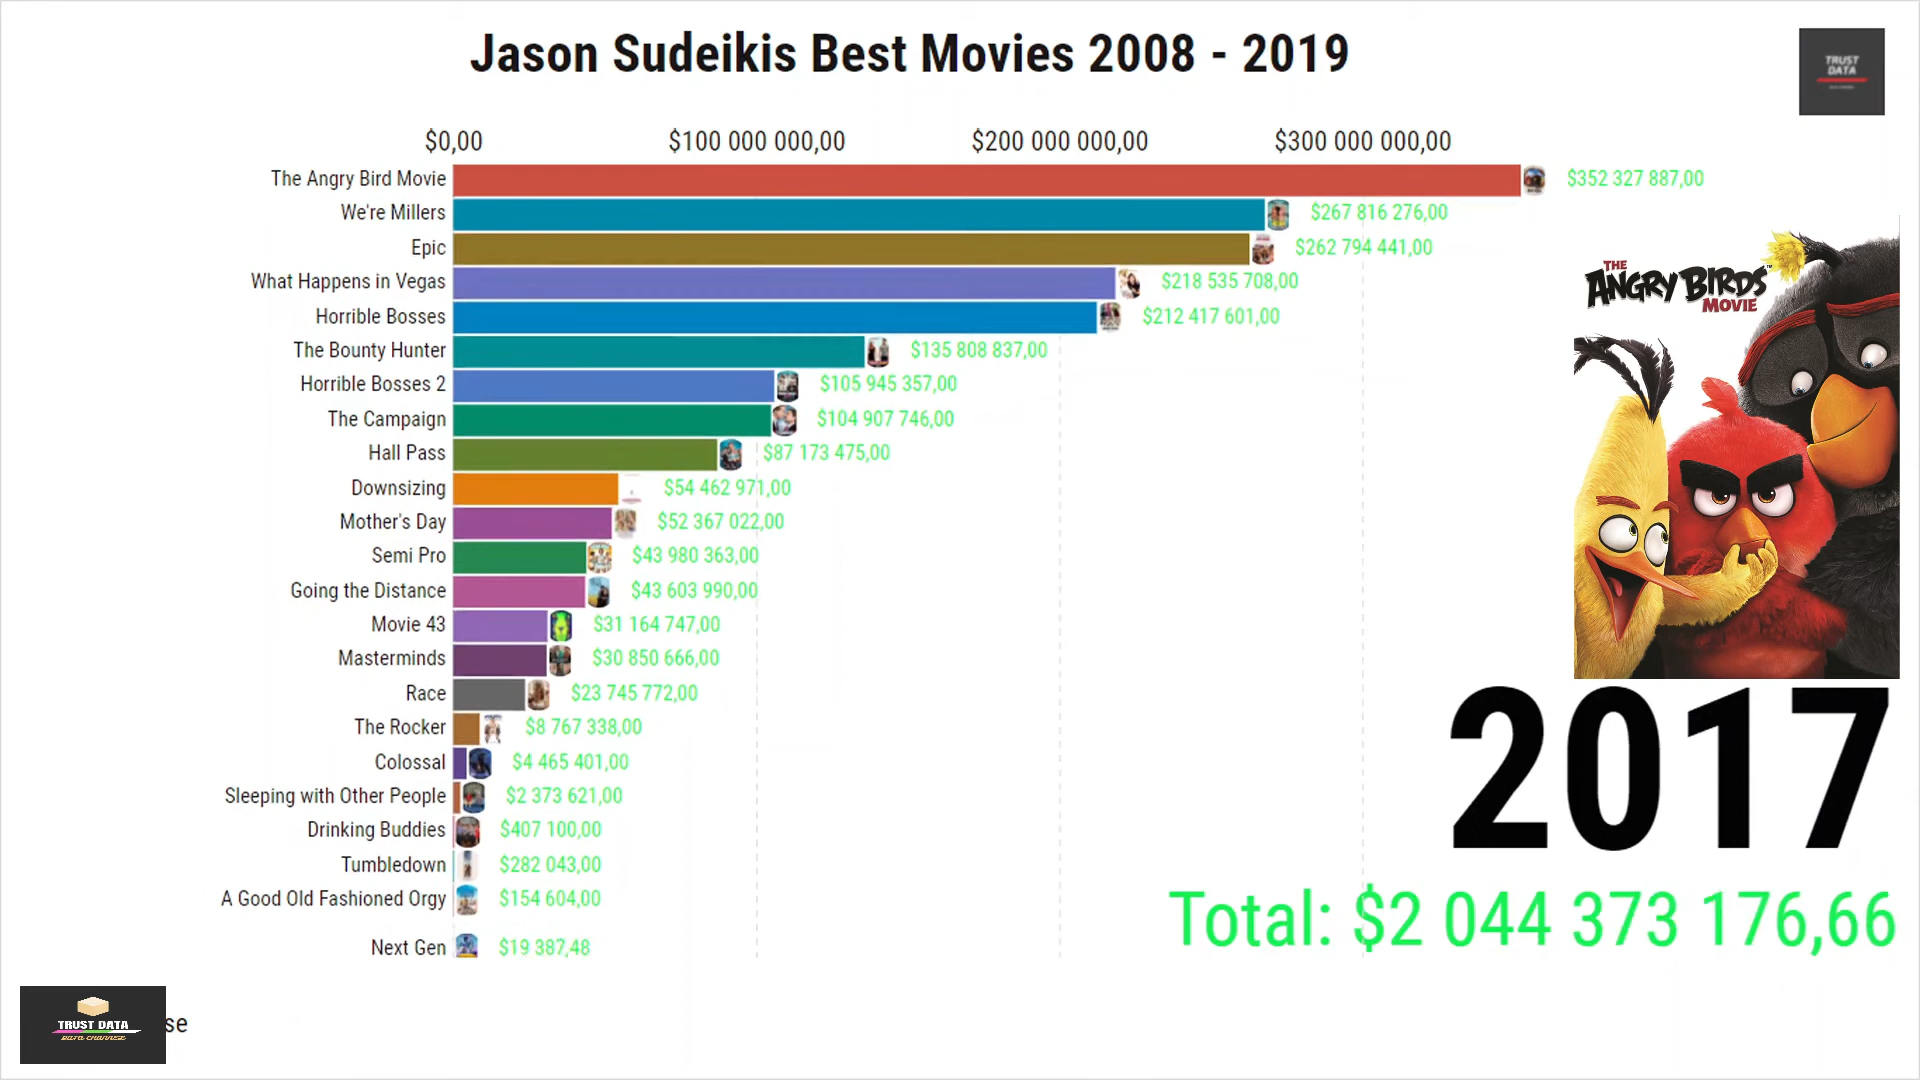 Jason Sudeikis Best Movies 2008 - 2019
TRUST
DATA
$0,00 $100 000 000,00 $200 000 000,00 $300 000 000,00
The Angry Bird Movie $352 327 887,00
We're Millers $267 816 276,00
Epic $262 794 441,00
What Happens in Vegas $218 535 708,00
Horrible Bosses $212 417 601,00
The Bounty Hunter $135 808 837,00
Horrible Bosses 2 $105 945 357,00
The Campaign $104 907 746,00
Hall Pass $87 173 475,00
Downsizing $54 462 971,00
Mother's Day $52 367 022,00
Semi Pro $43 980 363,00
Going the Distance $43 603 990,00
Movie 43 $31 164 747,00
Masterminds $30 850 666,00
Race $23 745 772,00
The Rocker $8 767 338,00
Colossal $4 465 401,00
Sleeping with Other People $2 373 621,00
Drinking Buddies $407 100,00
Tumbledown $282 043,00
A Good Old Fashioned Orgy $154 604,00
Next Gen $19 387,48
THE
ANGRY BIRDS
MOVIE
2017
Total: $2 044 373 176,66
TRUST DATA
DATA CHANNEL
se